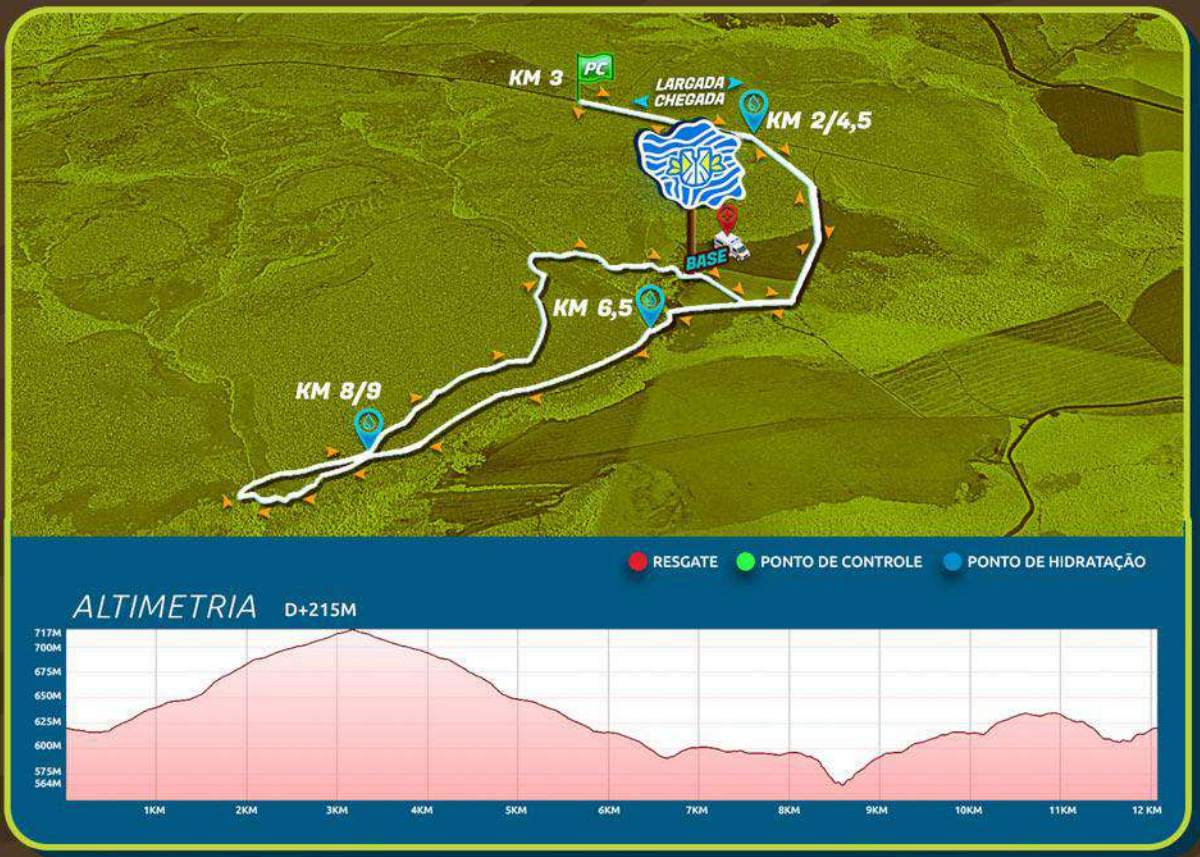 KM 3
PC
LARGADA
CHEGADA
KM 2/4,5
BASE
KM 6,5
KM 8/9
RESGATE
PONTO DE CONTROLE
PONTO DE HIDRATAÇÃO
ALTIMETRIA D+215M
717M
700M
675M
650M
625M
600M
575M
564M
1KM 2KM 3KM 4KM 5KM 6KM 7KM 8KM 9KM 10KM 11KM 12 KM